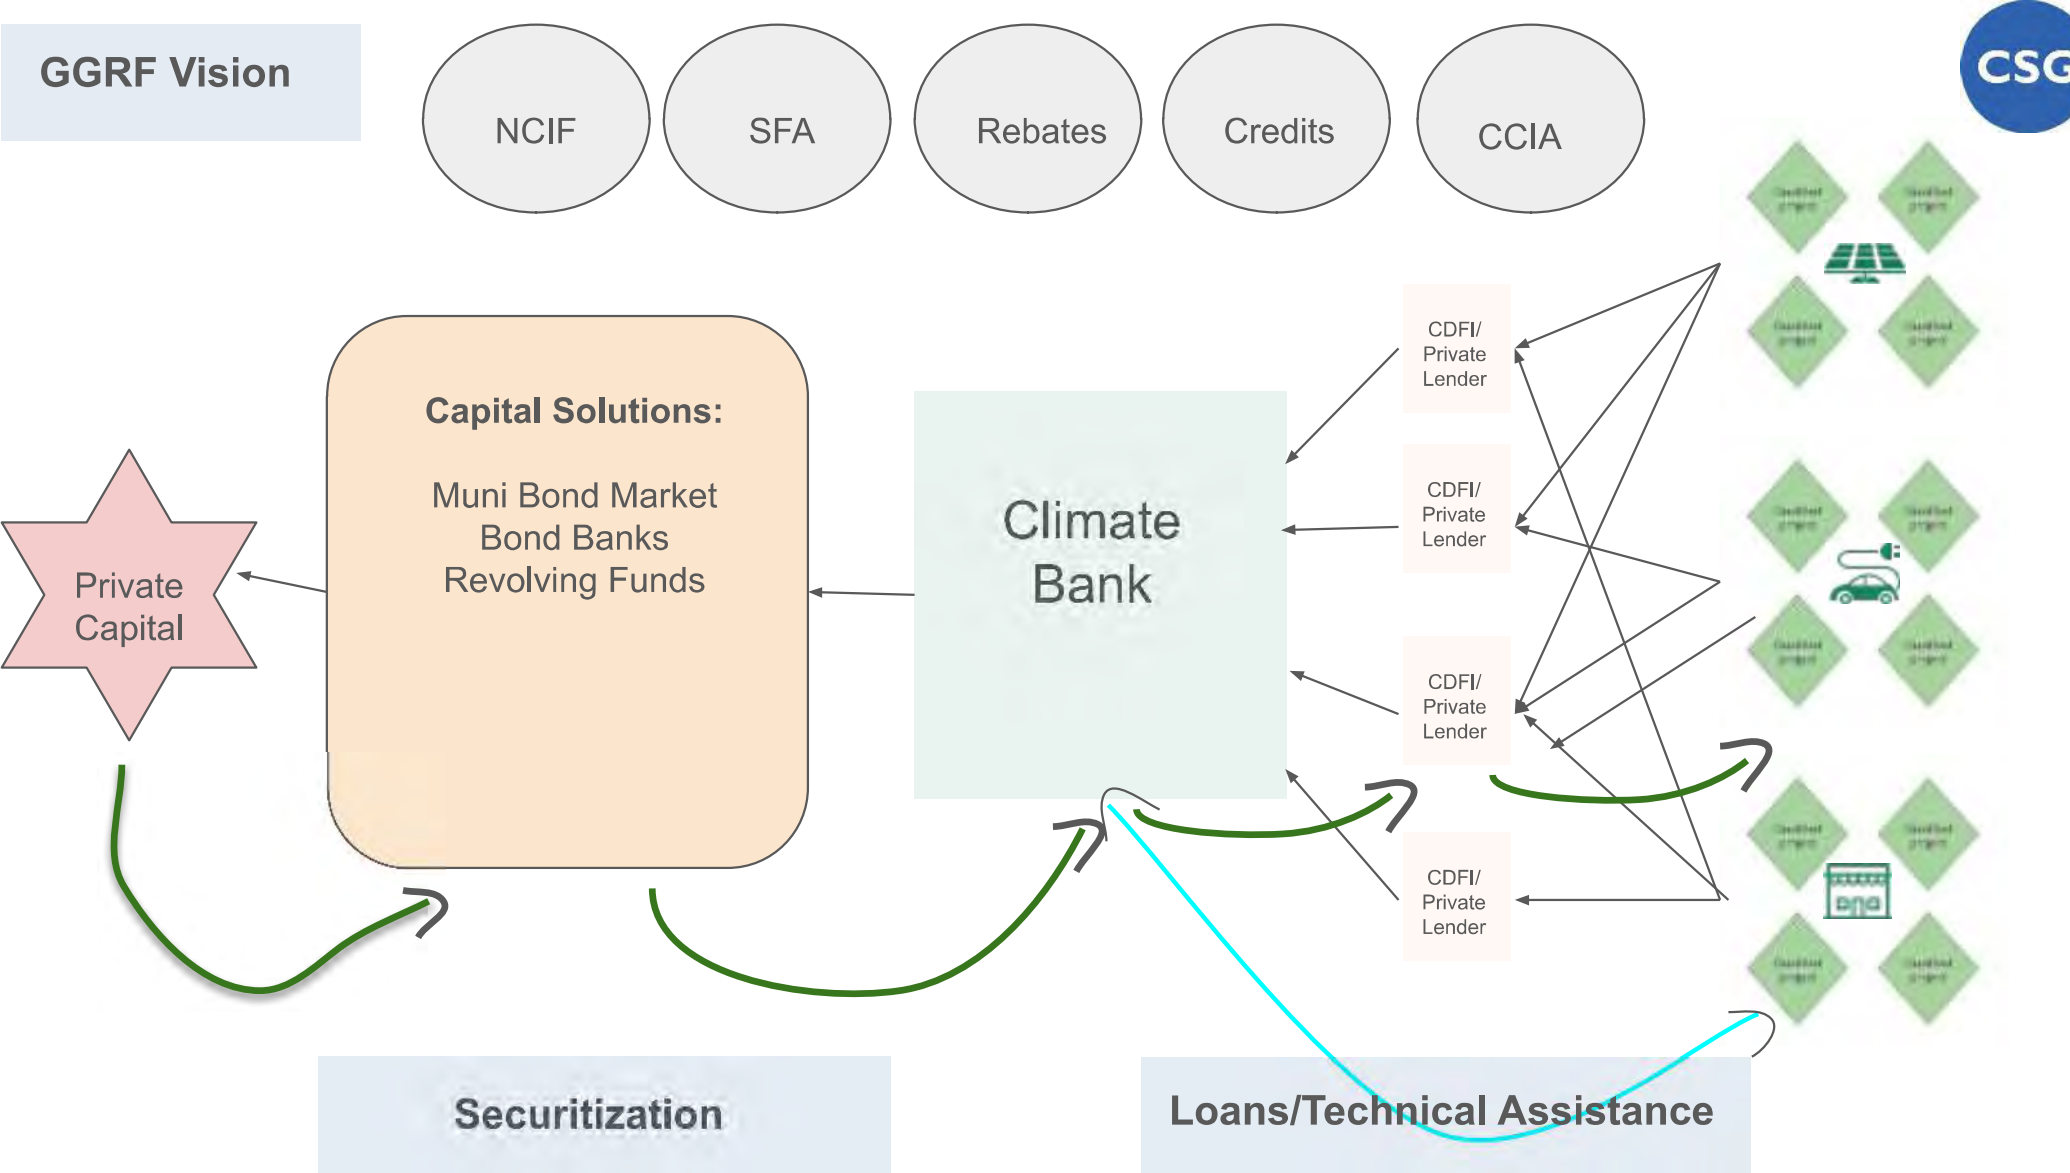 GGRF Vision
NCIF
SFA
Rebates
Credits
CCIA
CSG
Capital Solutions:
Muni Bond Market
Bond Banks
Revolving Funds
Private
Capital
Climate
Bank
CDFI/
Private
Lender
CDFI/
Private
Lender
CDFI/
Private
Lender
CDFI/
Private
Lender
Securitization
Loans/Technical Assistance